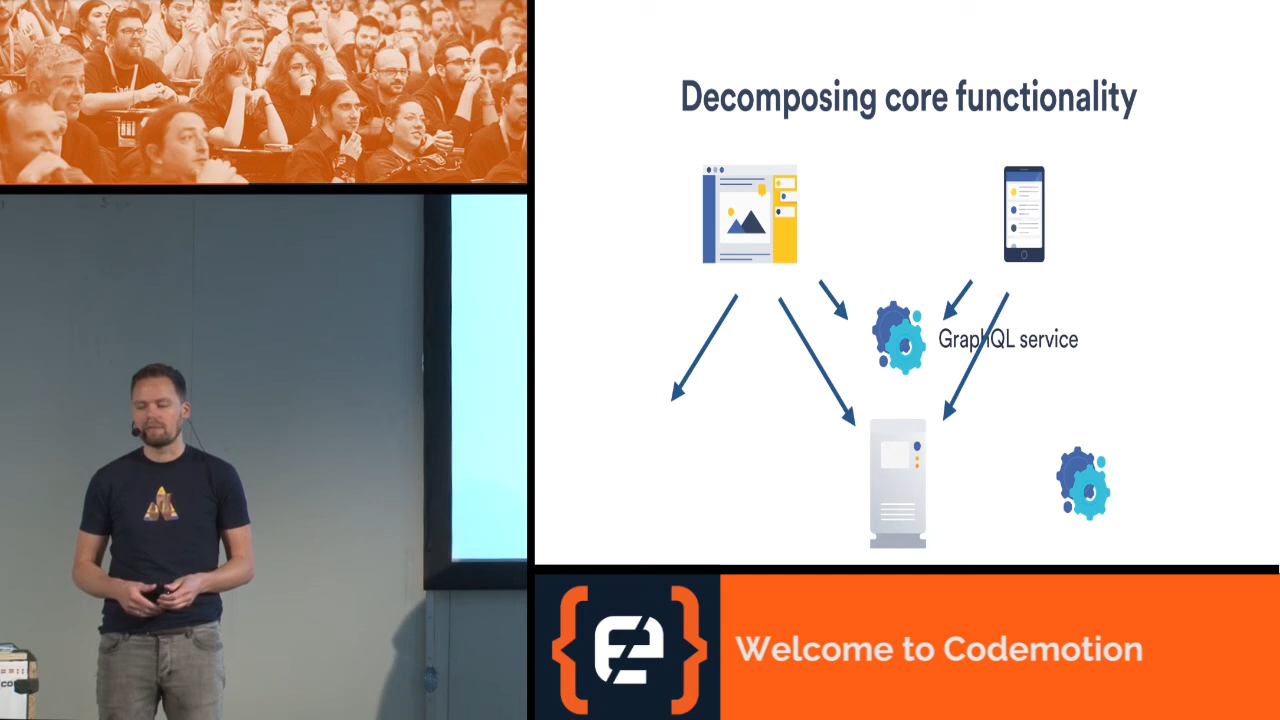 Decomposing core functionality
GraphQL service
Welcome to Codemotion